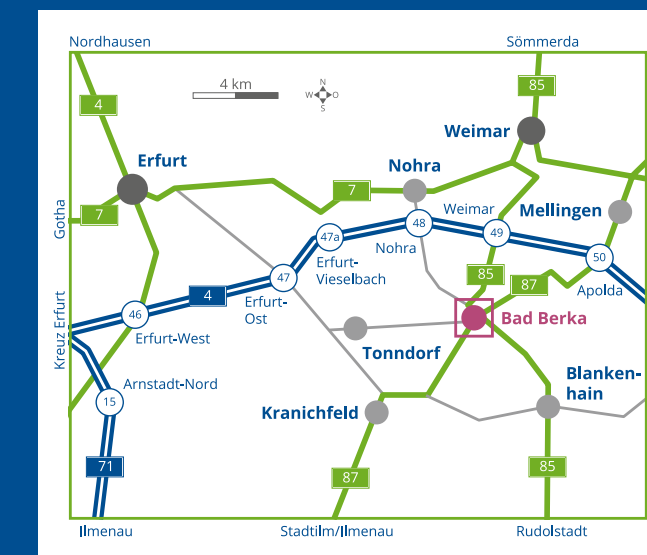 Nordhausen
Sömmerda
4 km
N
W O
S
85
4
Weimar
Erfurt
Nohra
7
7
Gotha
Weimar
Mellingen
48
47a
49
Nohra
50
Erfurt-
Vieselbach
47
85
87
Apolda
4
Erfurt-
Ost
46
Erfurt-West
Kreuz Erfurt
Bad Berka
Tonndorf
Blanken-
hain
Arnstadt-Nord
15
Kranichfeld
71
87
85
Ilmenau
Stadtilm/Ilmenau
Rudolstadt